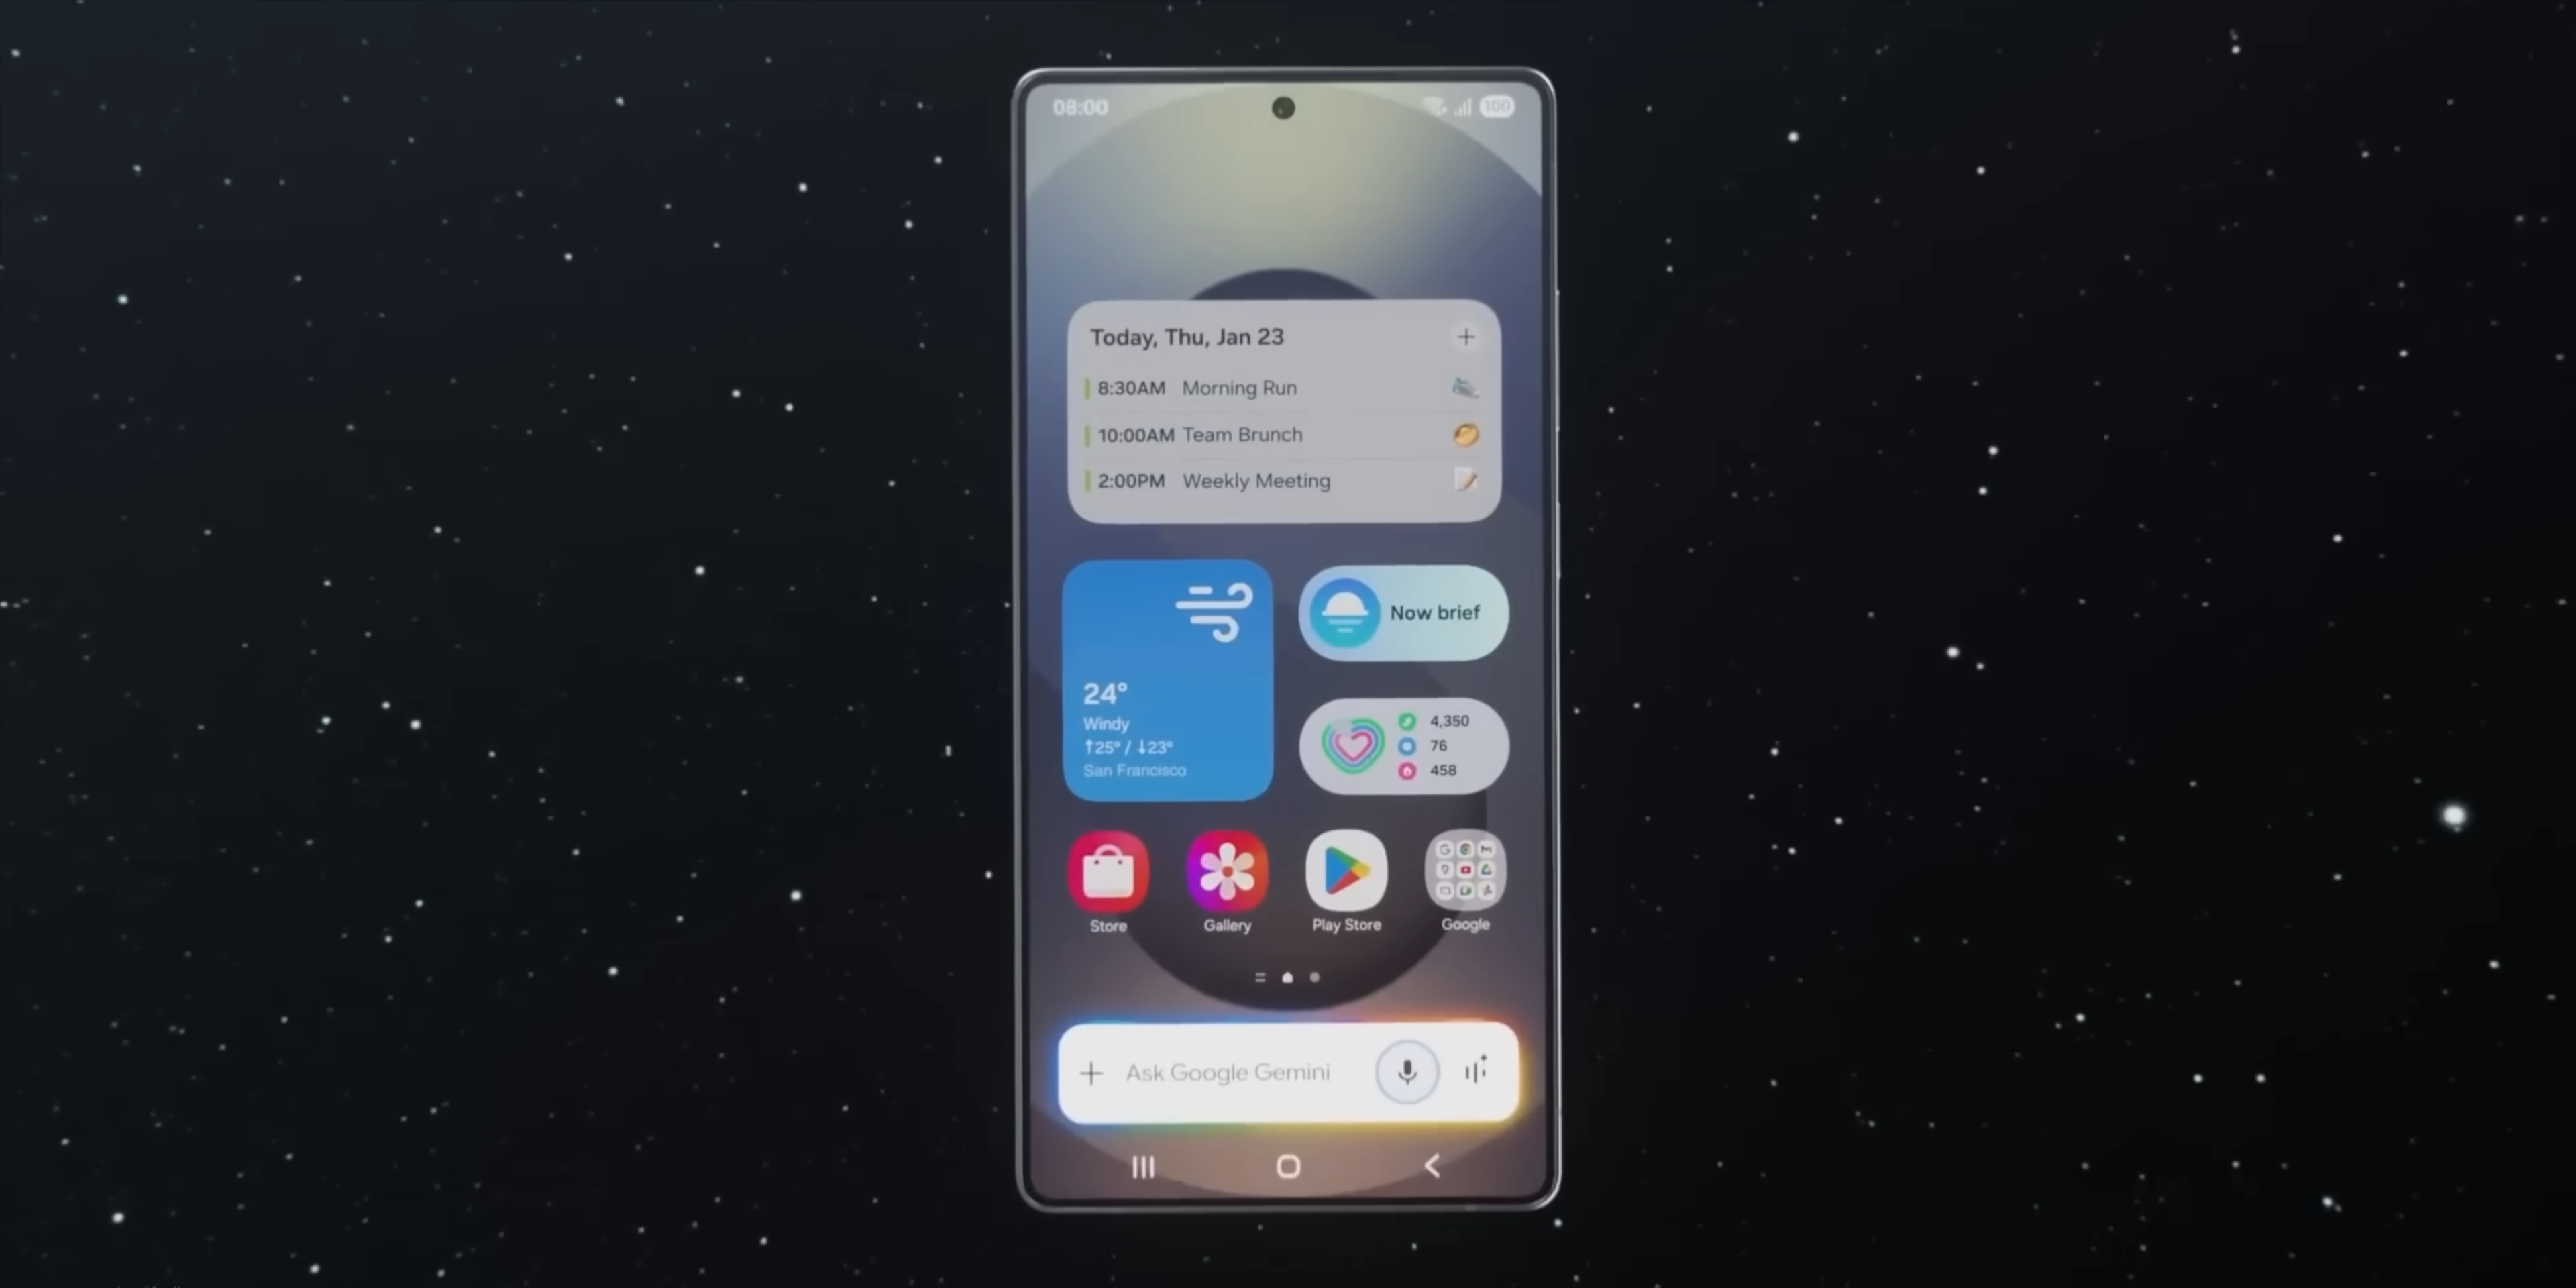 08:00
100
Today, Thu, Jan 23
8:30AM Morning Run
10:00AM Team Brunch
2:00PM Weekly Meeting
Now brief
24°
Windy
↑25° / ↓23°
San Francisco
4,350
76
458
Store
Gallery
Play Store
Google
Ask Google Gemini